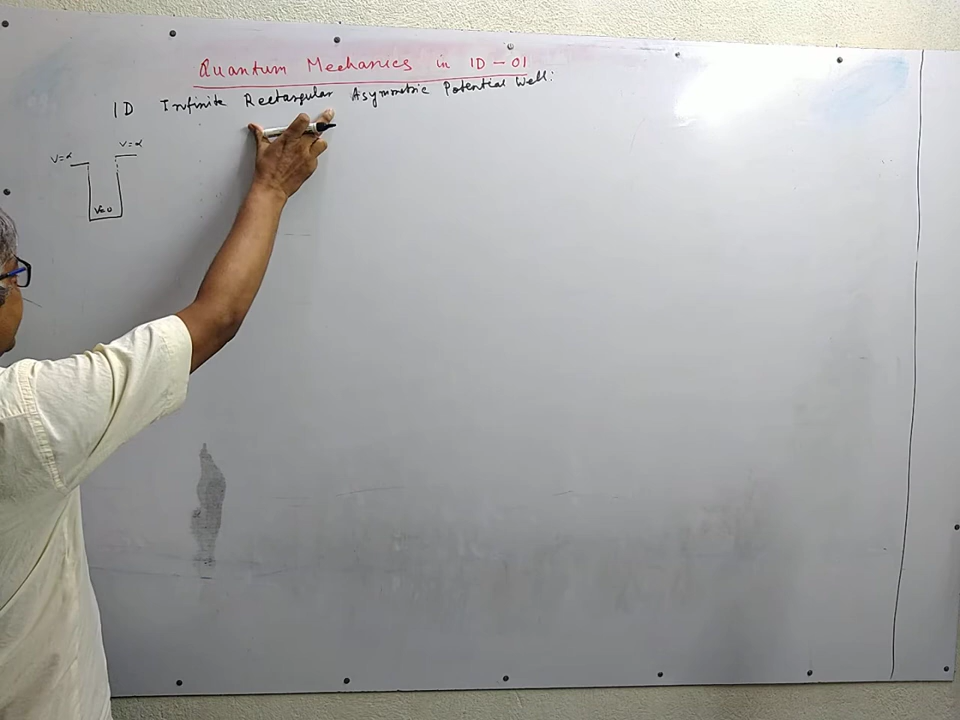 Quantum Mechanics in 1D - 01
1D Infinite Rectangular Asymmetric Potential Well:
V=∝ V=∝
V=0